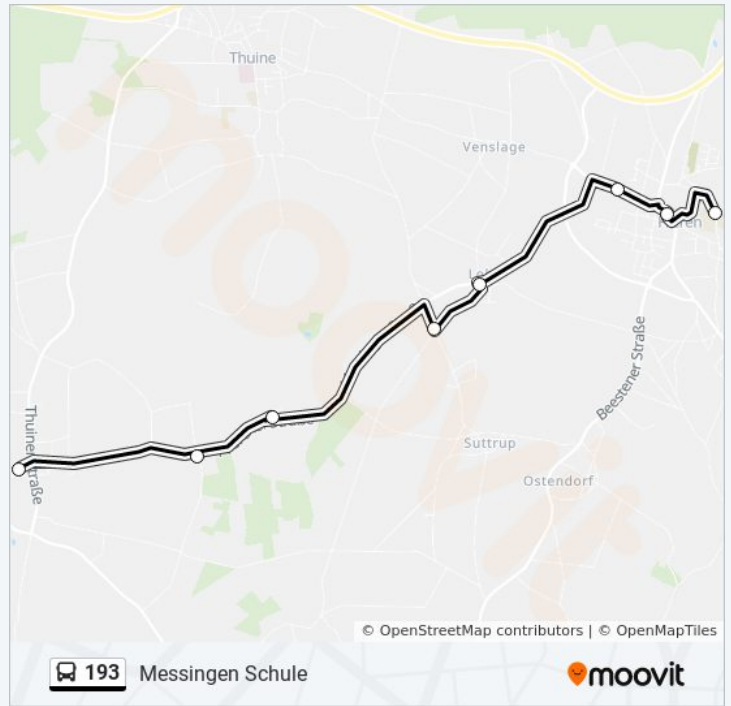 Thuine
Venslage
Thuiner Straße
Beestener Straße
Suttrup
Ostendorf
© OpenStreetMap contributors | © OpenMapTiles
193 Messingen Schule
moovit